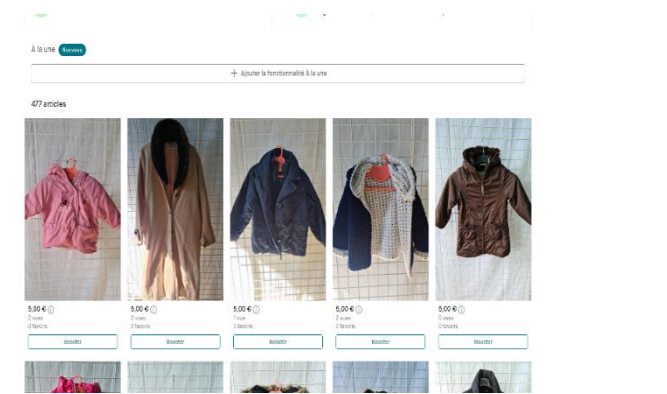 À la une Nouveau
+ Ajouter la fonctionnalité À la une
477 articles
5,00 € 5,00 € 5,00 € 5,00 € 5,00 €
2 vues 3 vues 1 vue 2 vues 0 vues
0 favoris 0 favoris 0 favoris 0 favoris 0 favoris
Booster Booster Booster Booster Booster